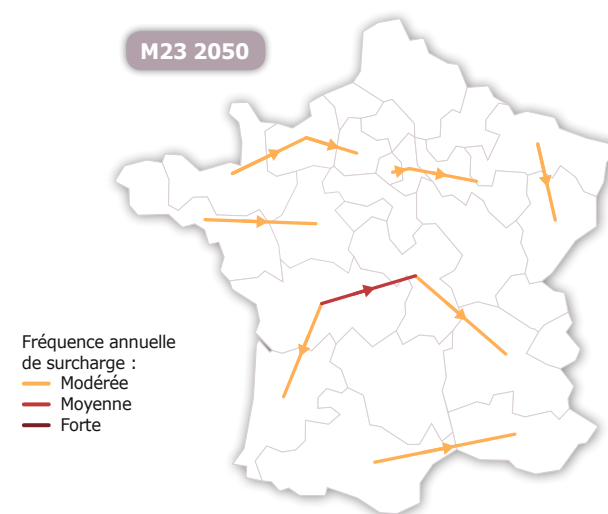 M23 2050
Fréquence annuelle
de surcharge :
Modérée
Moyenne
Forte